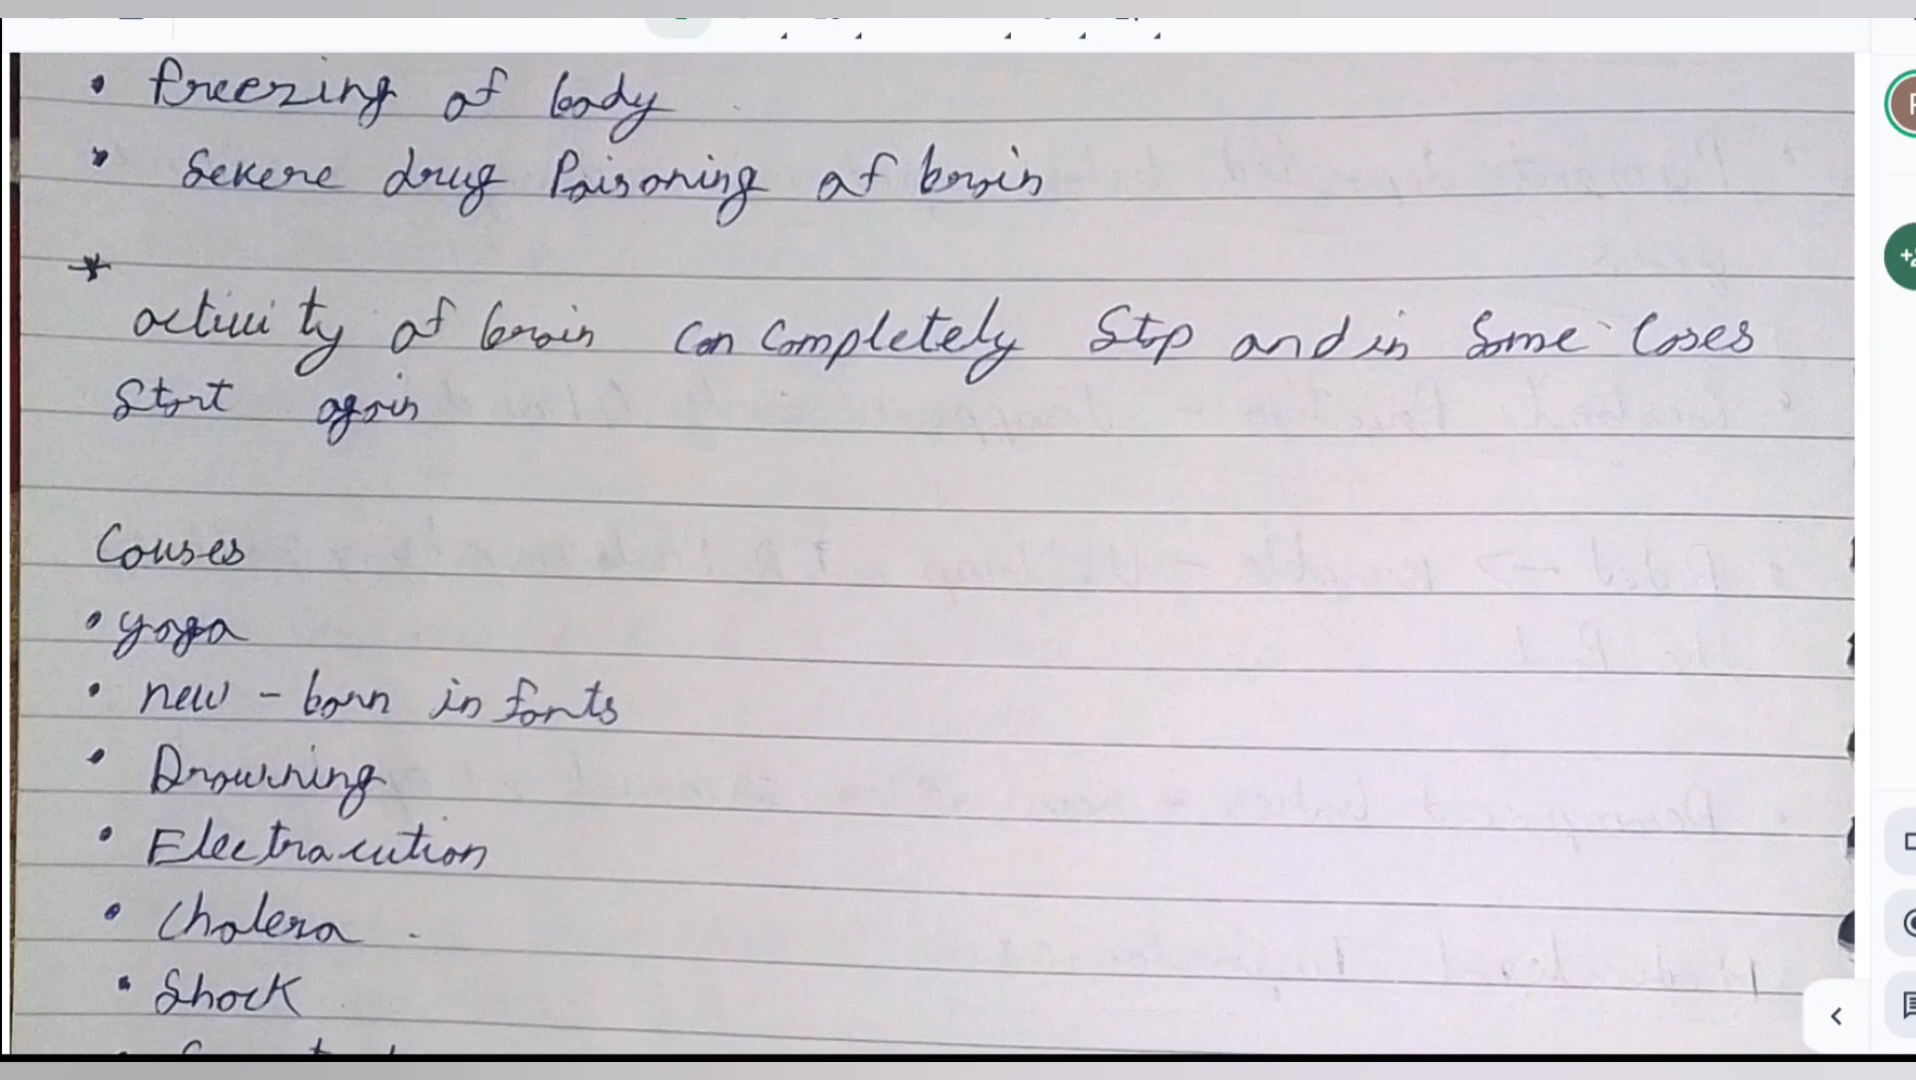 • freezing of body
• Severe drug Poisoning of brain
*
activity of brain can completely Stop and in Some Cases
Start again
Causes
• yoga
• new - born infants
• Drowning
• Electrocution
• Cholera
• Shock